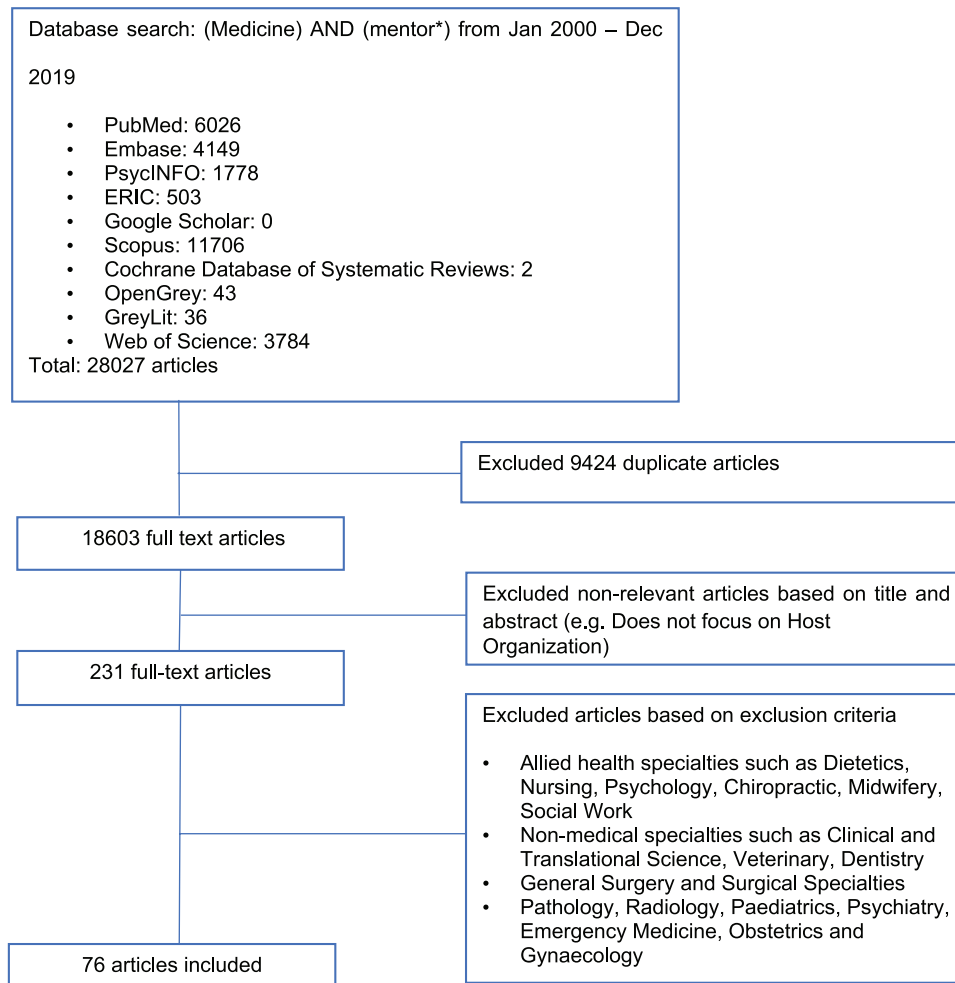 Database search: (Medicine) AND (mentor*) from Jan 2000 – Dec
2019
• PubMed: 6026
• Embase: 4149
• PsycINFO: 1778
• ERIC: 503
• Google Scholar: 0
• Scopus: 11706
• Cochrane Database of Systematic Reviews: 2
• OpenGrey: 43
• GreyLit: 36
• Web of Science: 3784
Total: 28027 articles
Excluded 9424 duplicate articles
18603 full text articles
Excluded non-relevant articles based on title and
abstract (e.g. Does not focus on Host
Organization)
231 full-text articles
Excluded articles based on exclusion criteria
• Allied health specialties such as Dietetics,
Nursing, Psychology, Chiropractic, Midwifery,
Social Work
• Non-medical specialties such as Clinical and
Translational Science, Veterinary, Dentistry
• General Surgery and Surgical Specialties
• Pathology, Radiology, Paediatrics, Psychiatry,
Emergency Medicine, Obstetrics and
Gynaecology
76 articles included